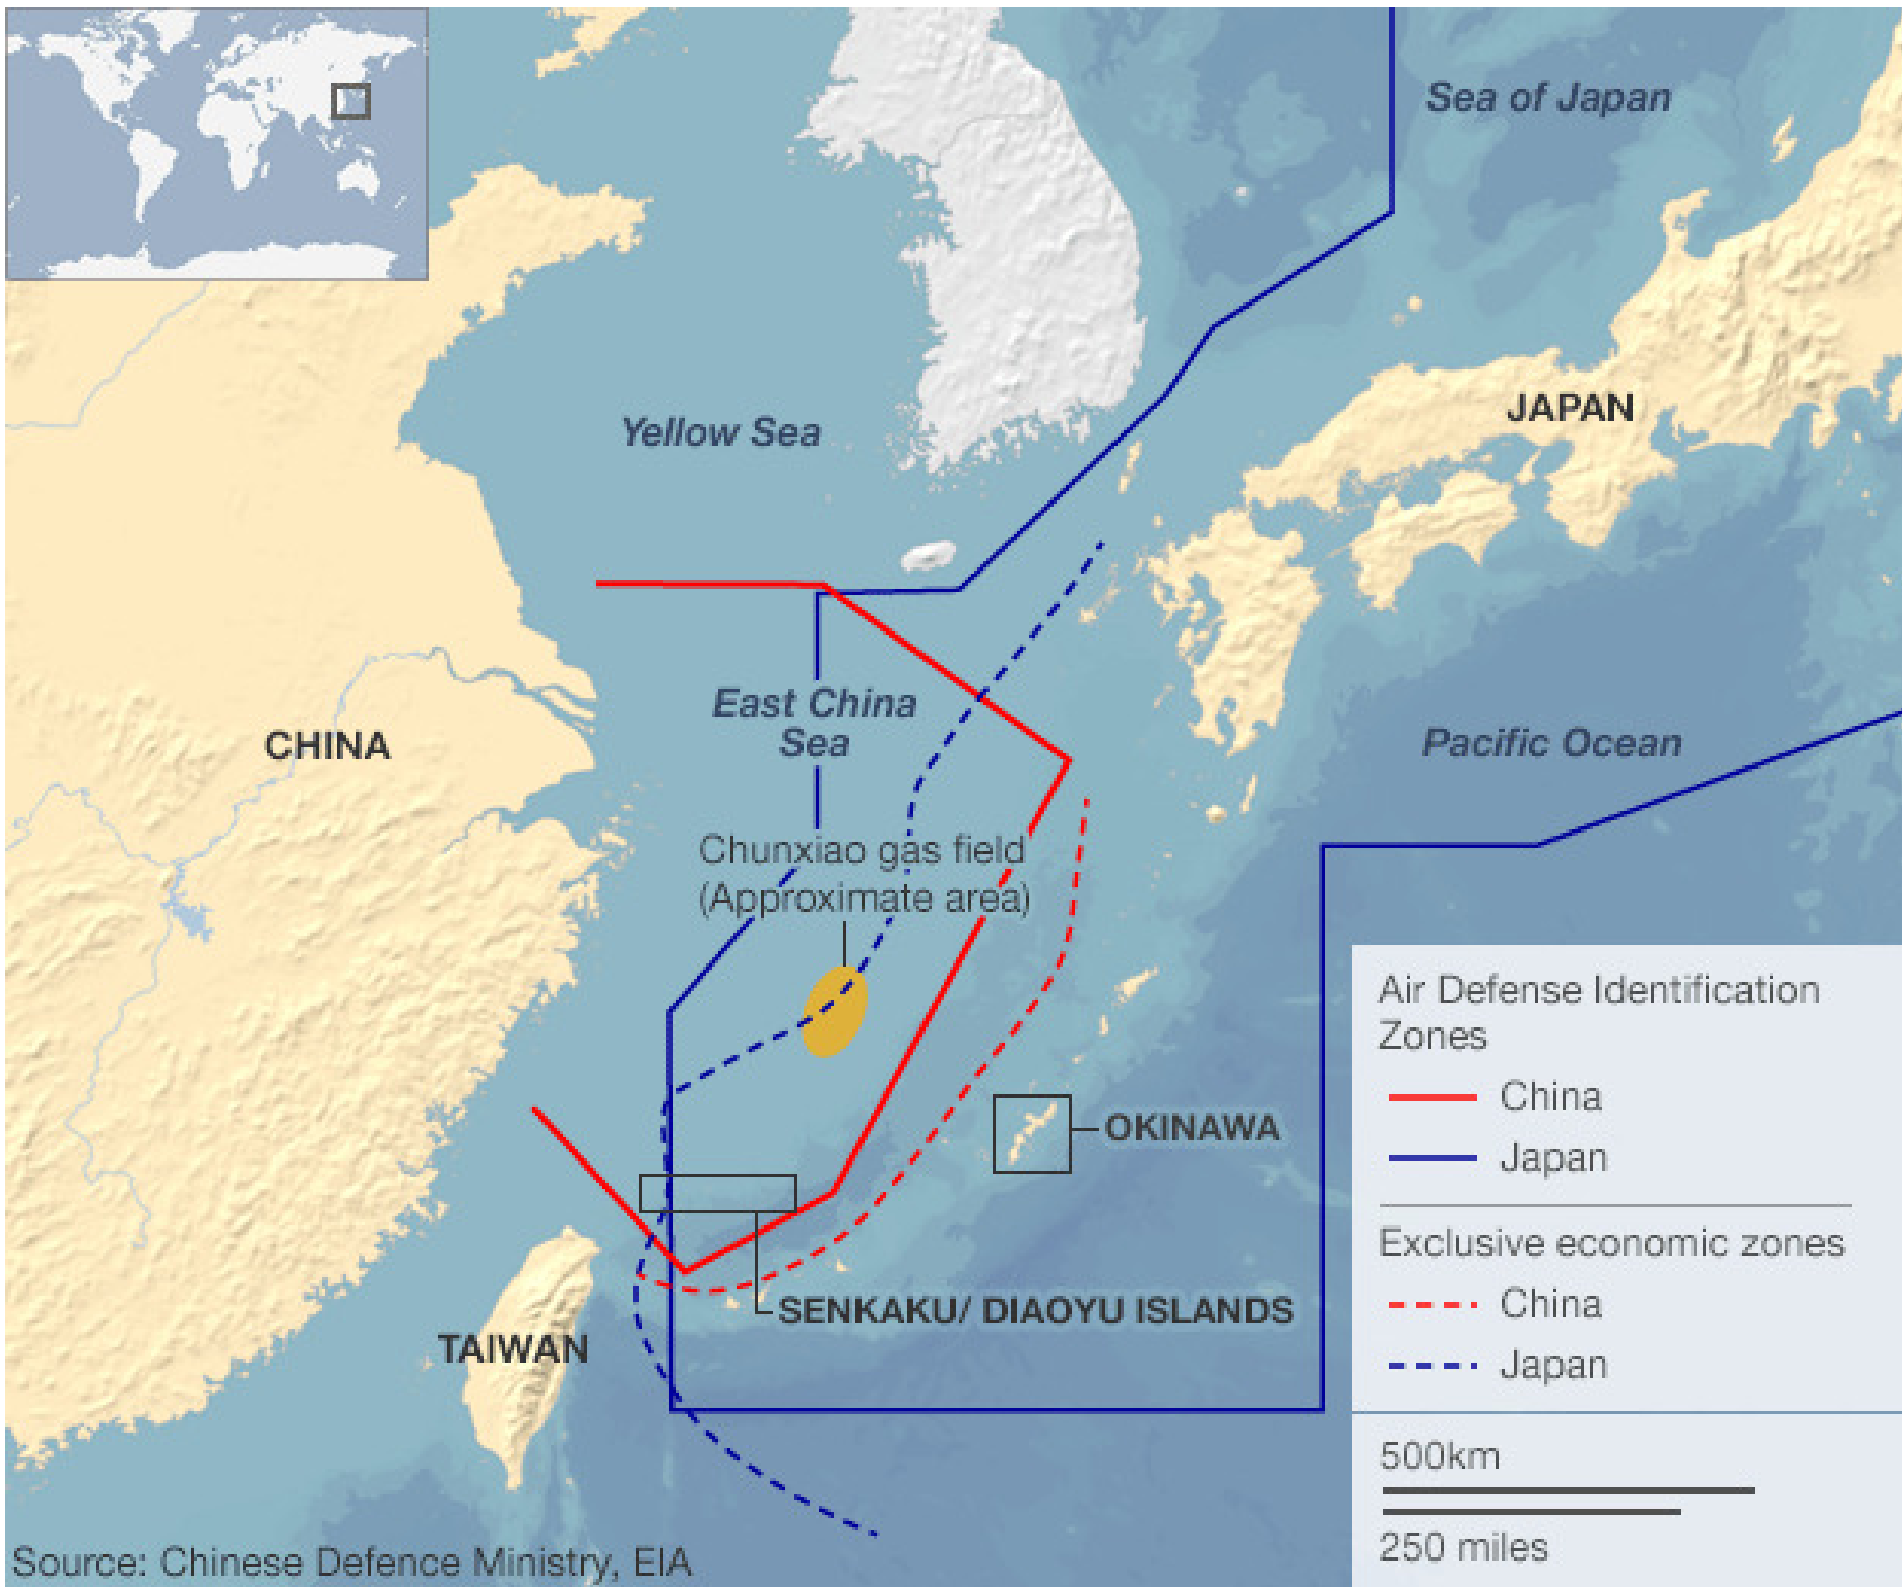 Sea of Japan
JAPAN
Yellow Sea
East China
Sea
CHINA
Pacific Ocean
Chunxiao gas field
(Approximate area)
OKINAWA
SENKAKU/ DIAOYU ISLANDS
TAIWAN
Air Defense Identification
Zones
China
Japan
Exclusive economic zones
China
Japan
500km
250 miles
Source: Chinese Defence Ministry, EIA